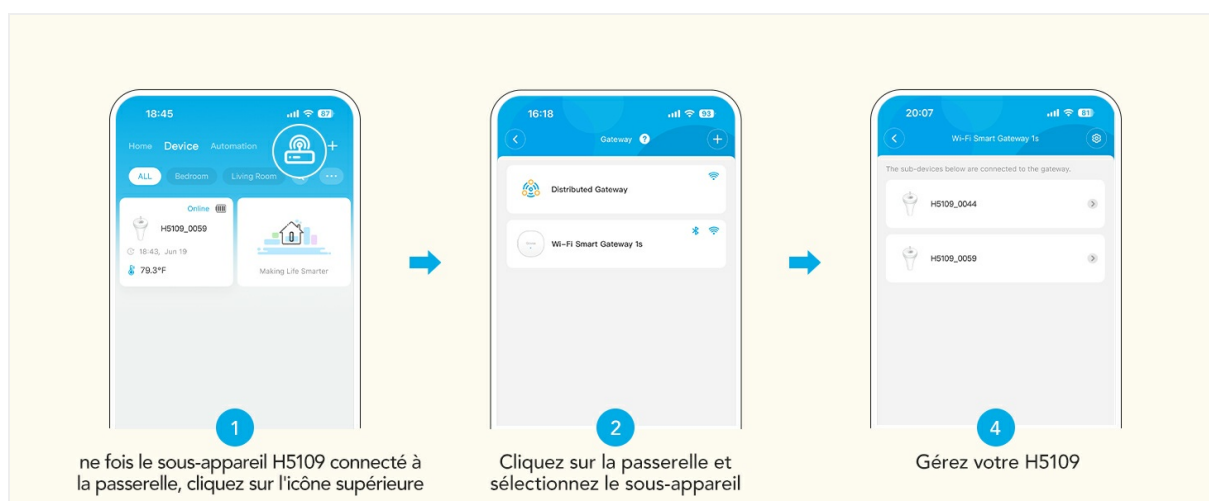 18:45
87
Home Device Automation
+
ALL Bedroom Living Room ...
Online
H5109_0059
18:43, Jun 19
79.3°F
Making Life Smarter
1
ne fois le sous-appareil H5109 connecté à
la passerelle, cliquez sur l'icône supérieure
16:18
93
Gateway ?
+
Distributed Gateway
Wi-Fi Smart Gateway 1s
2
Cliquez sur la passerelle et
sélectionnez le sous-appareil
20:07
81
Wi-Fi Smart Gateway 1s
The sub-devices below are connected to the gateway.
H5109_0044
H5109_0059
4
Gérez votre H5109